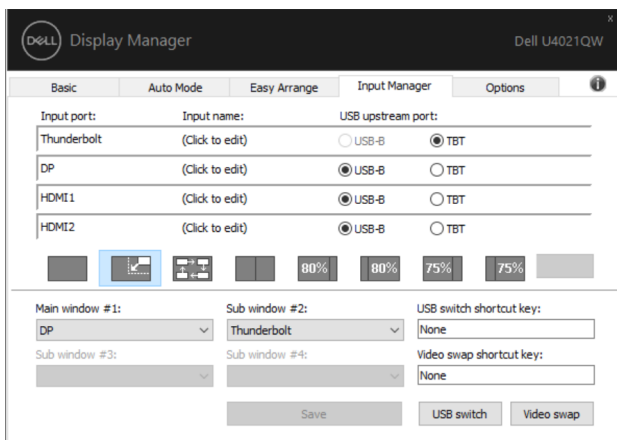 x
DELL Display Manager Dell U4021QW
Basic Auto Mode Easy Arrange Input Manager Options i
Input port: Input name: USB upstream port:
Thunderbolt (Click to edit) USB-B TBT
DP (Click to edit) USB-B TBT
HDMI1 (Click to edit) USB-B TBT
HDMI2 (Click to edit) USB-B TBT
80% 80% 75% 75%
Main window #1: Sub window #2: USB switch shortcut key:
DP Thunderbolt None
Sub window #3: Sub window #4: Video swap shortcut key:
None
Save USB switch Video swap